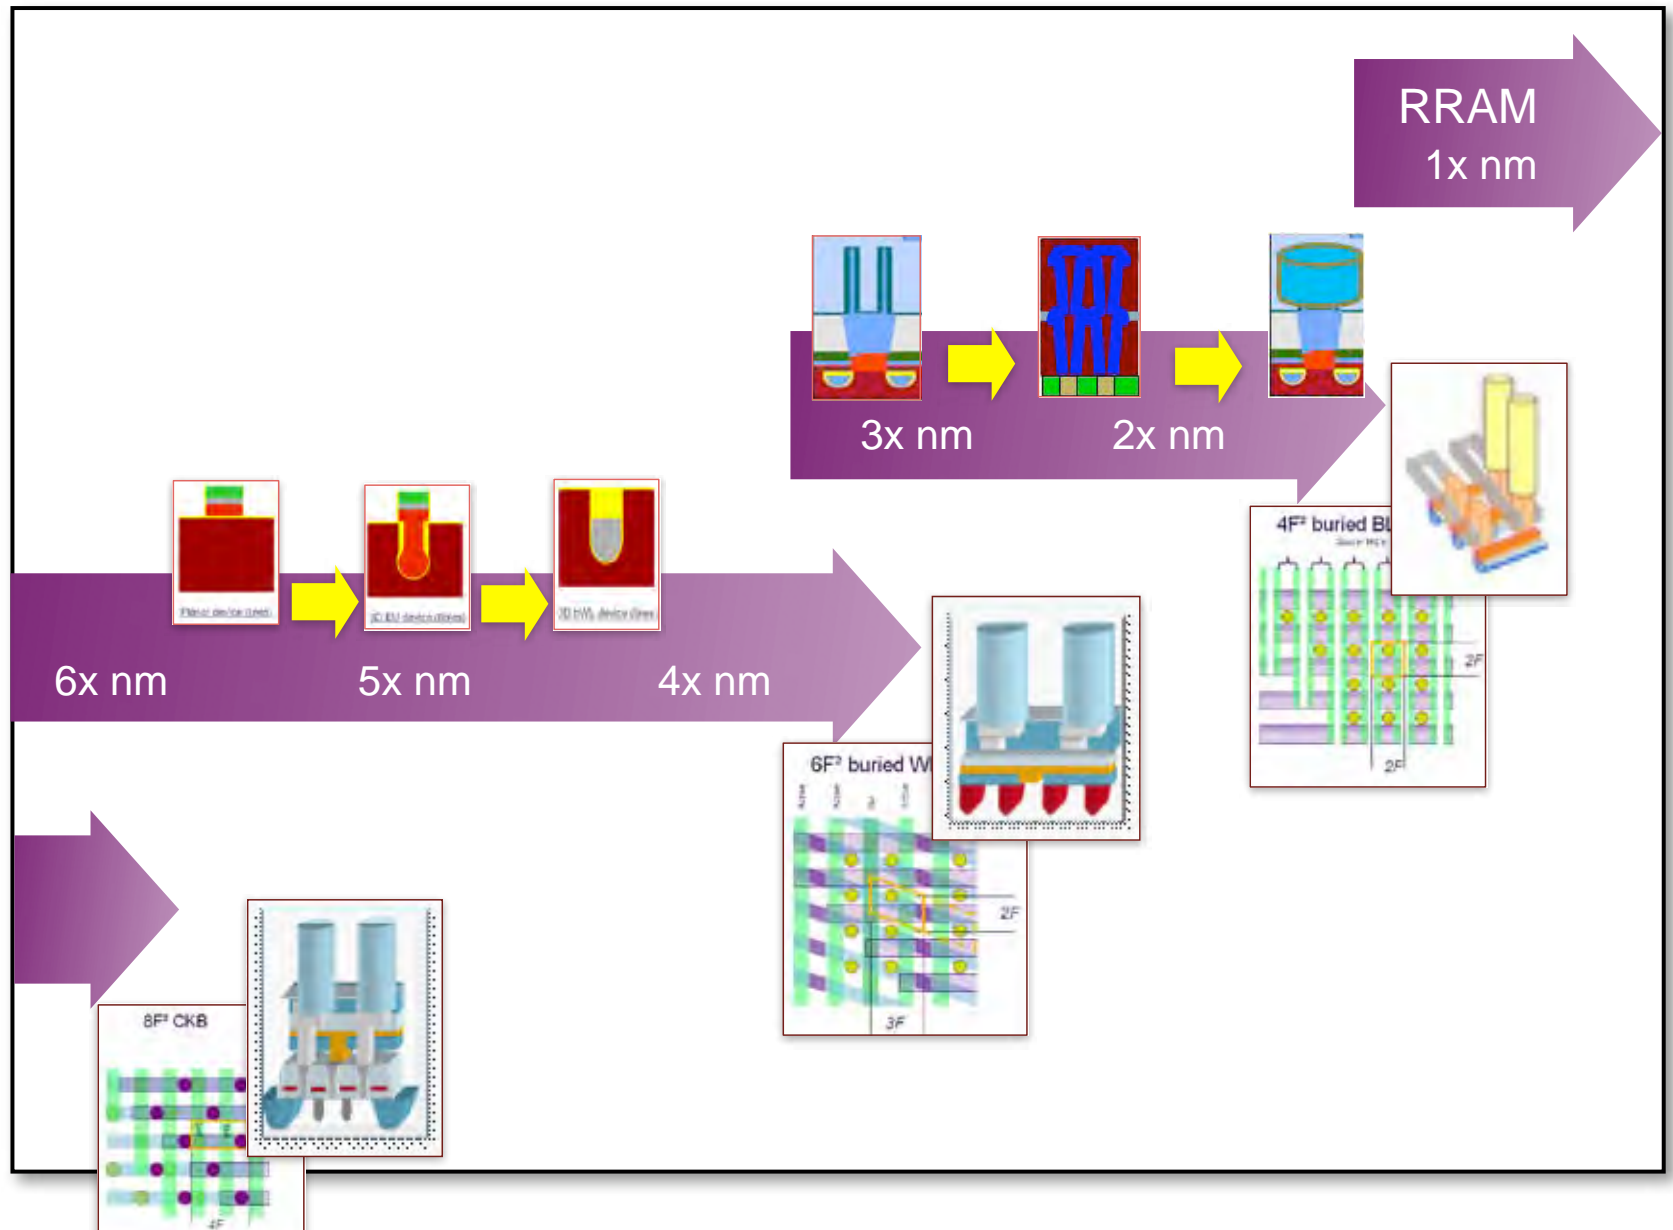 RRAM
1x nm
3x nm
2x nm
4F² buried BL
2F
2F
6x nm
5x nm
4x nm
6F² buried W
2F
3F
8F² CKB
4F